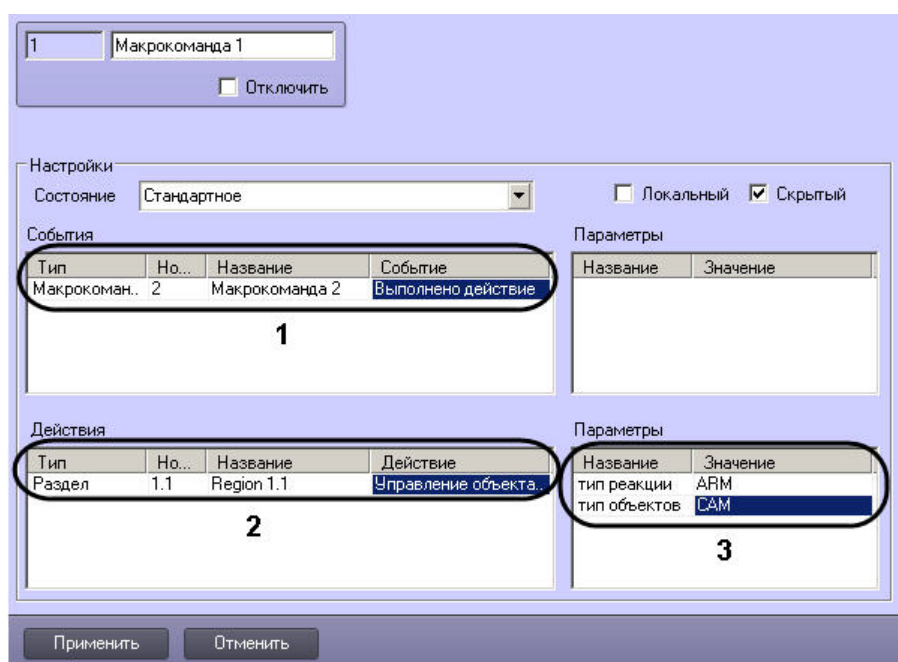 1 Макрокоманда 1
Отключить
Настройки
Состояние Стандартное Локальный Скрытый
События Параметры
Тип Но... Название Событие Название Значение
Макрокоман.. 2 Макрокоманда 2 Выполнено действие
1
Действия Параметры
Тип Но... Название Действие Название Значение
Раздел 1.1 Region 1.1 Управление объекта.. тип реакции ARM
тип объектов CAM
2 3
Применить Отменить